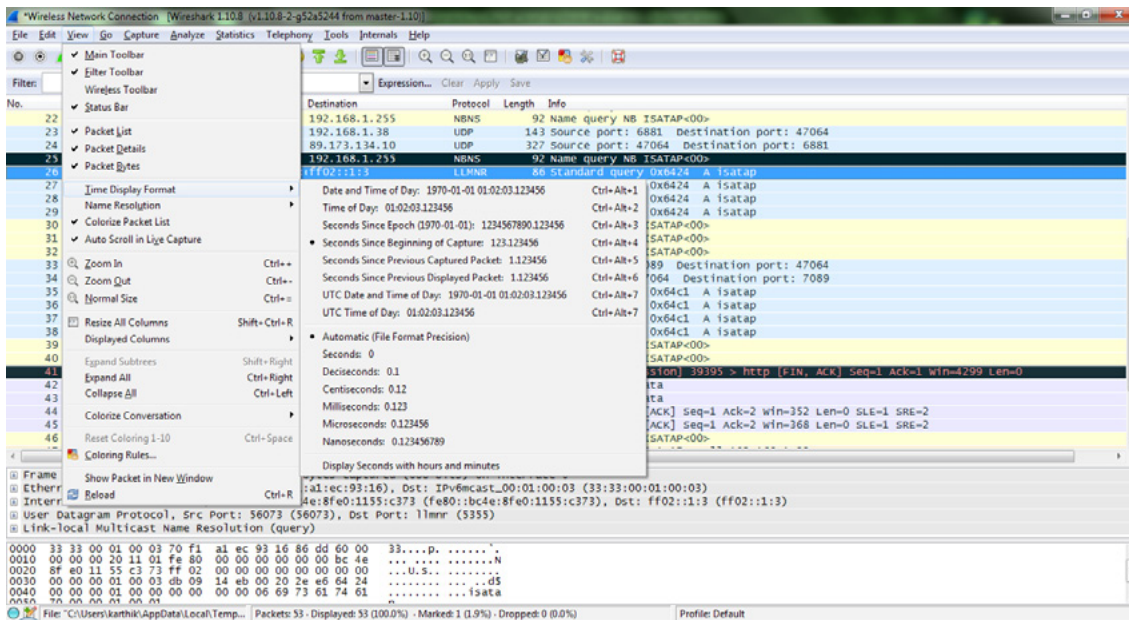 *Wireless Network Connection [Wireshark 1.10.8 (v1.10.8-2-g52a5244 from master-1.10)]
File Edit View Go Capture Analyze Statistics Telephony Tools Internals Help
Filter: Expression... Clear Apply Save
No. Destination Protocol Length Info
22 192.168.1.255 NBNS 92 Name query NB ISATAP<00>
23 192.168.1.38 UDP 143 Source port: 6881 Destination port: 47064
24 89.173.134.10 UDP 327 Source port: 47064 Destination port: 6881
25 192.168.1.255 NBNS 92 Name query NB ISATAP<00>
26 ff02::1:3 LLMNR 86 Standard query 0x6424 A isatap
27 0x6424 A isatap
28 0x6424 A isatap
29 0x6424 A isatap
30 ISATAP<00>
31 ISATAP<00>
32 ISATAP<00>
33 089 Destination port: 47064
34 7064 Destination port: 7089
35 0x64c1 A isatap
36 0x64c1 A isatap
37 0x64c1 A isatap
38 0x64c1 A isatap
39 ISATAP<00>
40 ISATAP<00>
41 sion] 39395 > http [FIN, ACK] Seq=1 Ack=1 Win=4299 Len=0
42 ata
43 ata
44 [ACK] Seq=1 Ack=2 Win=352 Len=0 SLE=1 SRE=2
45 [ACK] Seq=1 Ack=2 Win=368 Len=0 SLE=1 SRE=2
46 ISATAP<00>
Main Toolbar
Filter Toolbar
Wireless Toolbar
Status Bar
Packet List
Packet Details
Packet Bytes
Time Display Format
Name Resolution
Colorize Packet List
Auto Scroll in Live Capture
Zoom In Ctrl++
Zoom Out Ctrl+-
Normal Size Ctrl+=
Resize All Columns Shift+Ctrl+R
Displayed Columns
Expand Subtrees Shift+Right
Expand All Ctrl+Right
Collapse All Ctrl+Left
Colorize Conversation
Reset Coloring 1-10 Ctrl+Space
Coloring Rules...
Show Packet in New Window
Reload Ctrl+R
Date and Time of Day: 1970-01-01 01:02:03.123456 Ctrl+Alt+1
Time of Day: 01:02:03.123456 Ctrl+Alt+2
Seconds Since Epoch (1970-01-01): 1234567890.123456 Ctrl+Alt+3
Seconds Since Beginning of Capture: 123.123456 Ctrl+Alt+4
Seconds Since Previous Captured Packet: 1.123456 Ctrl+Alt+5
Seconds Since Previous Displayed Packet: 1.123456 Ctrl+Alt+6
UTC Date and Time of Day: 1970-01-01 01:02:03.123456 Ctrl+Alt+7
UTC Time of Day: 01:02:03.123456 Ctrl+Alt+7
Automatic (File Format Precision)
Seconds: 0
Deciseconds: 0.1
Centiseconds: 0.12
Milliseconds: 0.123
Microseconds: 0.123456
Nanoseconds: 0.123456789
Display Seconds with hours and minutes
Frame
Ethern :a1:ec:93:16), Dst: IPv6mcast_00:01:00:03 (33:33:00:01:00:03)
Intern 4e:8fe0:1155:c373 (fe80::bc4e:8fe0:1155:c373), Dst: ff02::1:3 (ff02::1:3)
User Datagram Protocol, Src Port: 56073 (56073), Dst Port: llmnr (5355)
Link-local Multicast Name Resolution (query)
0000 33 33 00 01 00 03 70 f1 a1 ec 93 16 86 dd 60 00 33....p. ......`.
0010 00 00 00 20 11 01 fe 80 00 00 00 00 00 00 bc 4e ... .... .......N
0020 8f e0 11 55 c3 73 ff 02 00 00 00 00 00 00 00 00 ...U.s.. ........
0030 00 00 00 01 00 03 db 09 14 eb 00 20 2e e6 64 24 ........ ... ..d$
0040 00 00 00 01 00 00 00 00 00 00 06 69 73 61 74 61 ........ ...isata
0050 70 00 00 01 00 01
File: "C:\Users\karthik\AppData\Local\Temp... Packets: 53 · Displayed: 53 (100.0%) · Marked: 1 (1.9%) · Dropped: 0 (0.0%) Profile: Default